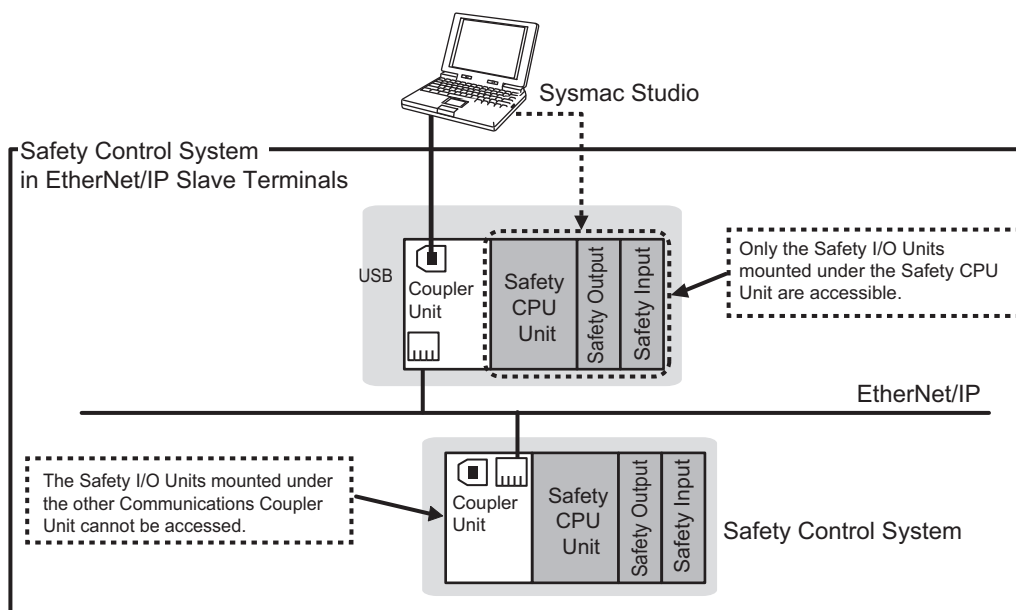 Sysmac Studio
Safety Control System
in EtherNet/IP Slave Terminals
USB
Coupler
Unit
Safety
CPU
Unit
Safety Output
Safety Input
Only the Safety I/O Units
mounted under the Safety CPU
Unit are accessible.
EtherNet/IP
The Safety I/O Units mounted under
the other Communications Coupler
Unit cannot be accessed.
Coupler
Unit
Safety
CPU
Unit
Safety Output
Safety Input
Safety Control System